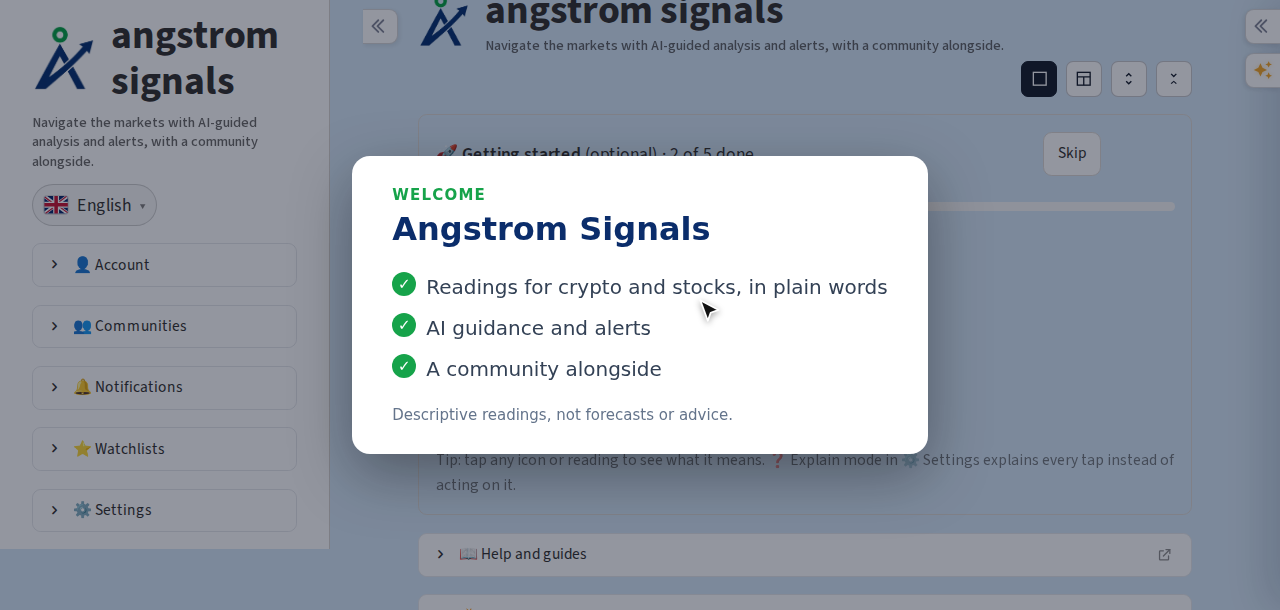 angstrom
signals
Navigate the markets with AI-guided
analysis and alerts, with a community
alongside.
English
Account
Communities
Notifications
Watchlists
Settings
angstrom signals
Navigate the markets with AI-guided analysis and alerts, with a community alongside.
Getting started (optional) · 2 of 5 done
Skip
WELCOME
Angstrom Signals
Readings for crypto and stocks, in plain words
AI guidance and alerts
A community alongside
Descriptive readings, not forecasts or advice.
Tip: tap any icon or reading to see what it means. ❓ Explain mode in ⚙️ Settings explains every tap instead of
acting on it.
Help and guides